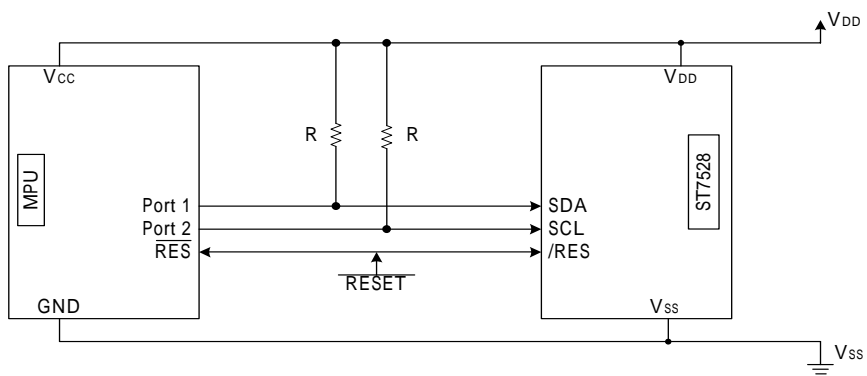 VDD
VCC
VDD
R
R
MPU
ST7528
Port 1
SDA
Port 2
SCL
RES
/RES
RESET
GND
VSS
VSS